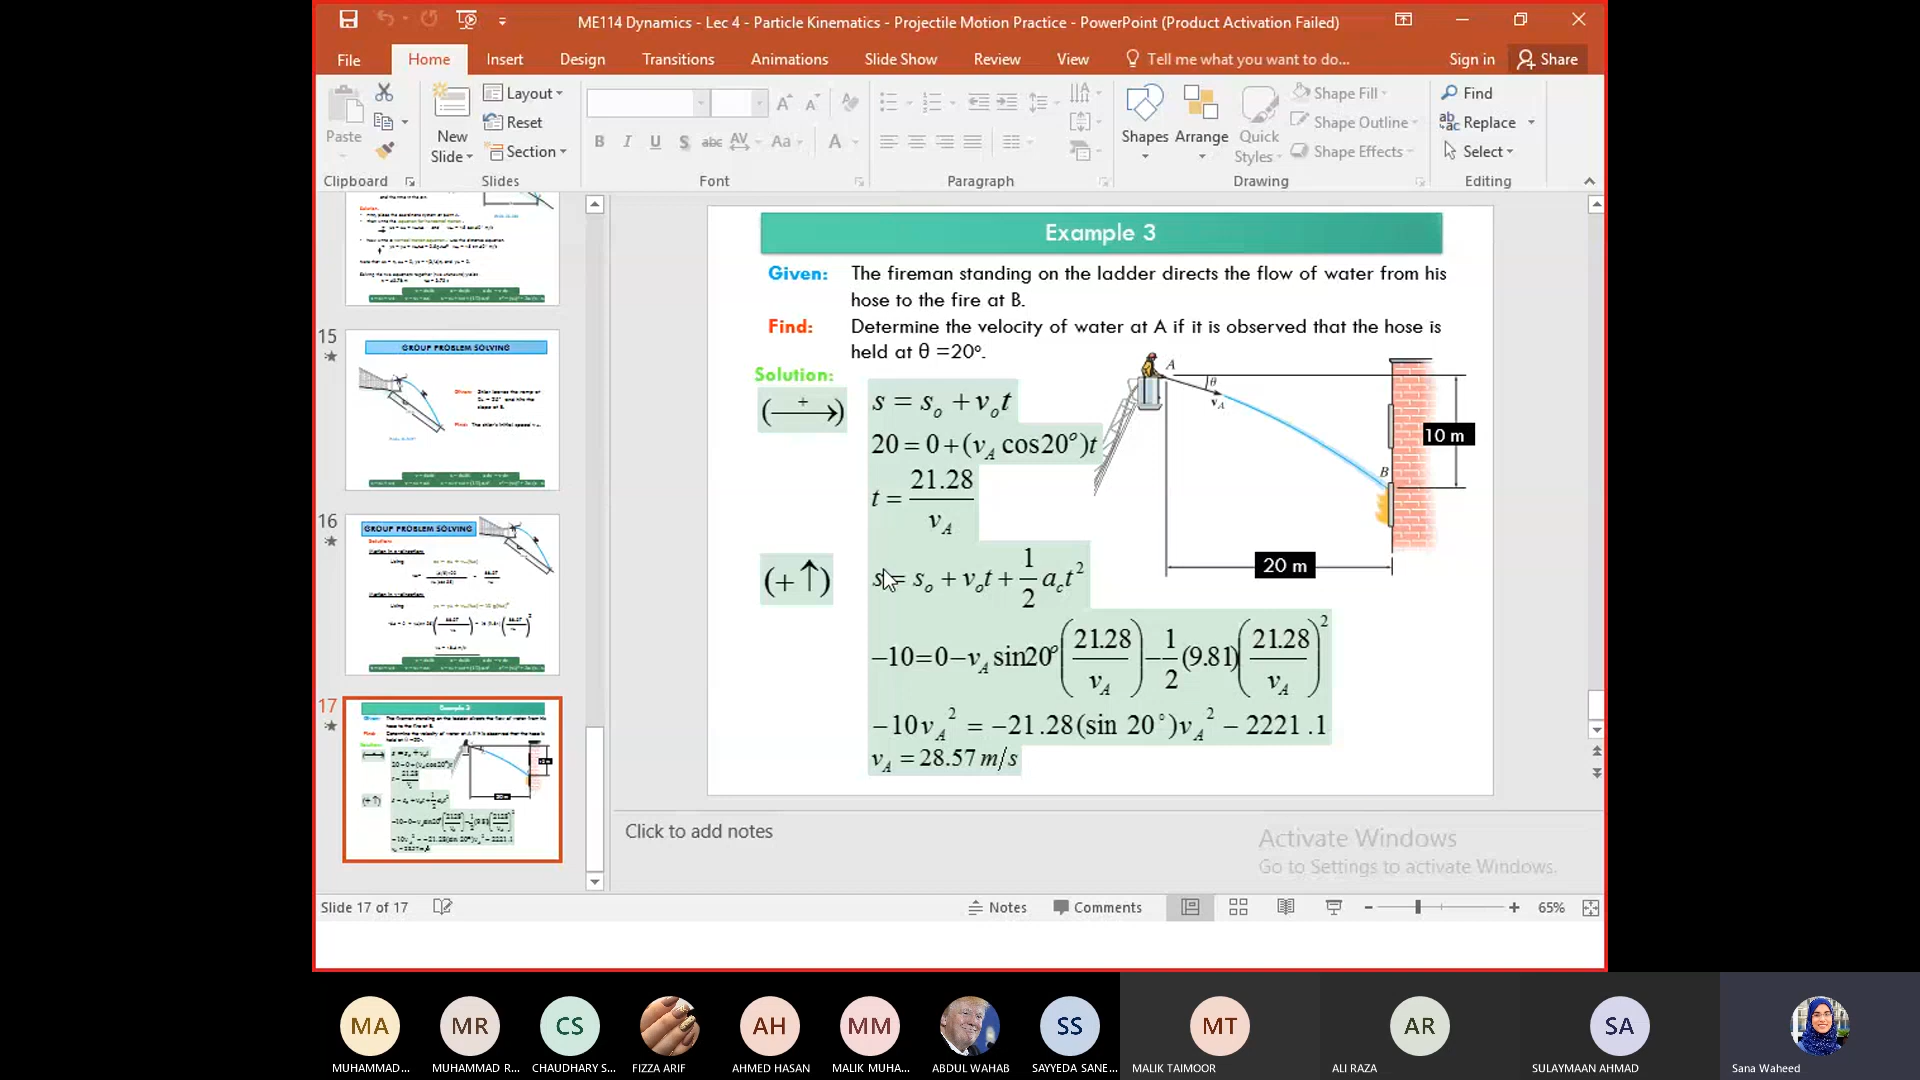 ME114 Dynamics - Lec 4 - Particle Kinematics - Projectile Motion Practice - PowerPoint (Product Activation Failed)
File Home Insert Design Transitions Animations Slide Show Review View Tell me what you want to do... Sign in Share
Paste
New Slide
Layout
Reset
Section
B I U S abc AV Aa A
Shapes Arrange Quick Styles
Shape Fill
Shape Outline
Shape Effects
Find
Replace
Select
Clipboard Slides Font Paragraph Drawing Editing
15
GROUP PROBLEM SOLVING
16
GROUP PROBLEM SOLVING
17
Example 3
Example 3
Given: The fireman standing on the ladder directs the flow of water from his
hose to the fire at B.
Find: Determine the velocity of water at A if it is observed that the hose is
held at θ =20°.
Solution:
(→+) s = s_o + v_o t
20 = 0 + (v_A cos20°)t
t = 21.28 / v_A
(+↑) s = s_o + v_o t + 1/2 a_c t²
−10=0−v_A sin20°(21.28/v_A)−1/2(9.81)(21.28/v_A)²
−10v_A² = −21.28(sin 20°)v_A² − 2221.1
v_A = 28.57 m/s
A
θ
v_A
10 m
B
20 m
Click to add notes
Activate Windows
Go to Settings to activate Windows.
Slide 17 of 17 Notes Comments 65%
MA MR CS AH MM SS MT AR SA
MUHAMMAD... MUHAMMAD R... CHAUDHARY S... FIZZA ARIF AHMED HASAN MALIK MUHA... ABDUL WAHAB SAYYEDA SANE... MALIK TAIMOOR ALI RAZA SULAYMAAN AHMAD Sana Waheed